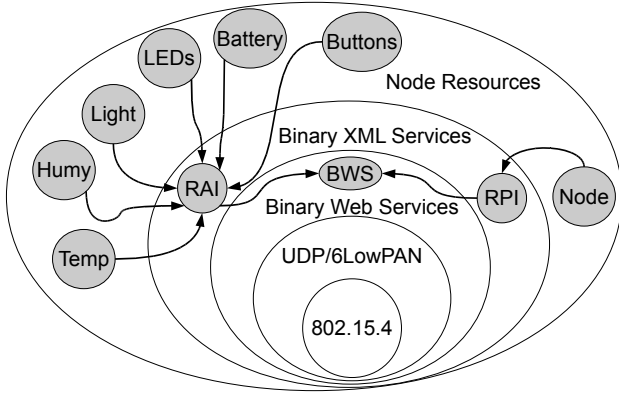 LEDs
Battery
Buttons
Node Resources
Light
Binary XML Services
Humy
RAI
BWS
RPI
Node
Binary Web Services
Temp
UDP/6LowPAN
802.15.4